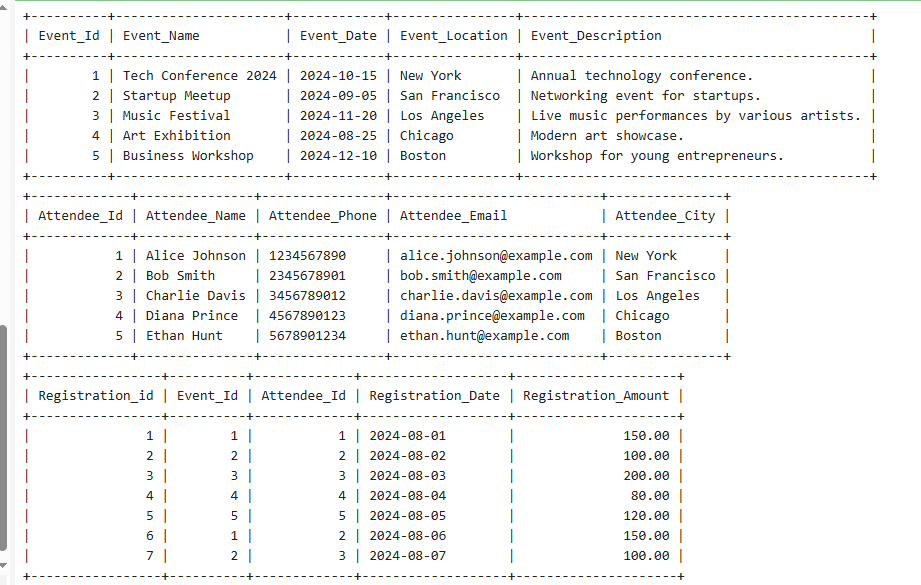 +----------+----------------------+------------+----------------+-------------------------------------------+
| Event_Id | Event_Name           | Event_Date | Event_Location | Event_Description                         |
+----------+----------------------+------------+----------------+-------------------------------------------+
|        1 | Tech Conference 2024 | 2024-10-15 | New York       | Annual technology conference.             |
|        2 | Startup Meetup       | 2024-09-05 | San Francisco  | Networking event for startups.            |
|        3 | Music Festival       | 2024-11-20 | Los Angeles    | Live music performances by various artists. |
|        4 | Art Exhibition       | 2024-08-25 | Chicago        | Modern art showcase.                      |
|        5 | Business Workshop    | 2024-12-10 | Boston         | Workshop for young entrepreneurs.         |
+----------+----------------------+------------+----------------+-------------------------------------------+
+-------------+---------------+----------------+---------------------------+---------------+
| Attendee_Id | Attendee_Name | Attendee_Phone | Attendee_Email            | Attendee_City |
+-------------+---------------+----------------+---------------------------+---------------+
|           1 | Alice Johnson | 1234567890     | alice.johnson@example.com | New York      |
|           2 | Bob Smith     | 2345678901     | bob.smith@example.com     | San Francisco |
|           3 | Charlie Davis | 3456789012     | charlie.davis@example.com | Los Angeles   |
|           4 | Diana Prince  | 4567890123     | diana.prince@example.com  | Chicago       |
|           5 | Ethan Hunt    | 5678901234     | ethan.hunt@example.com    | Boston        |
+-------------+---------------+----------------+---------------------------+---------------+
+-----------------+----------+-------------+-------------------+---------------------+
| Registration_id | Event_Id | Attendee_Id | Registration_Date | Registration_Amount |
+-----------------+----------+-------------+-------------------+---------------------+
|               1 |        1 |           1 | 2024-08-01        |              150.00 |
|               2 |        2 |           2 | 2024-08-02        |              100.00 |
|               3 |        3 |           3 | 2024-08-03        |              200.00 |
|               4 |        4 |           4 | 2024-08-04        |               80.00 |
|               5 |        5 |           5 | 2024-08-05        |              120.00 |
|               6 |        1 |           2 | 2024-08-06        |              150.00 |
|               7 |        2 |           3 | 2024-08-07        |              100.00 |
+-----------------+----------+-------------+-------------------+---------------------+